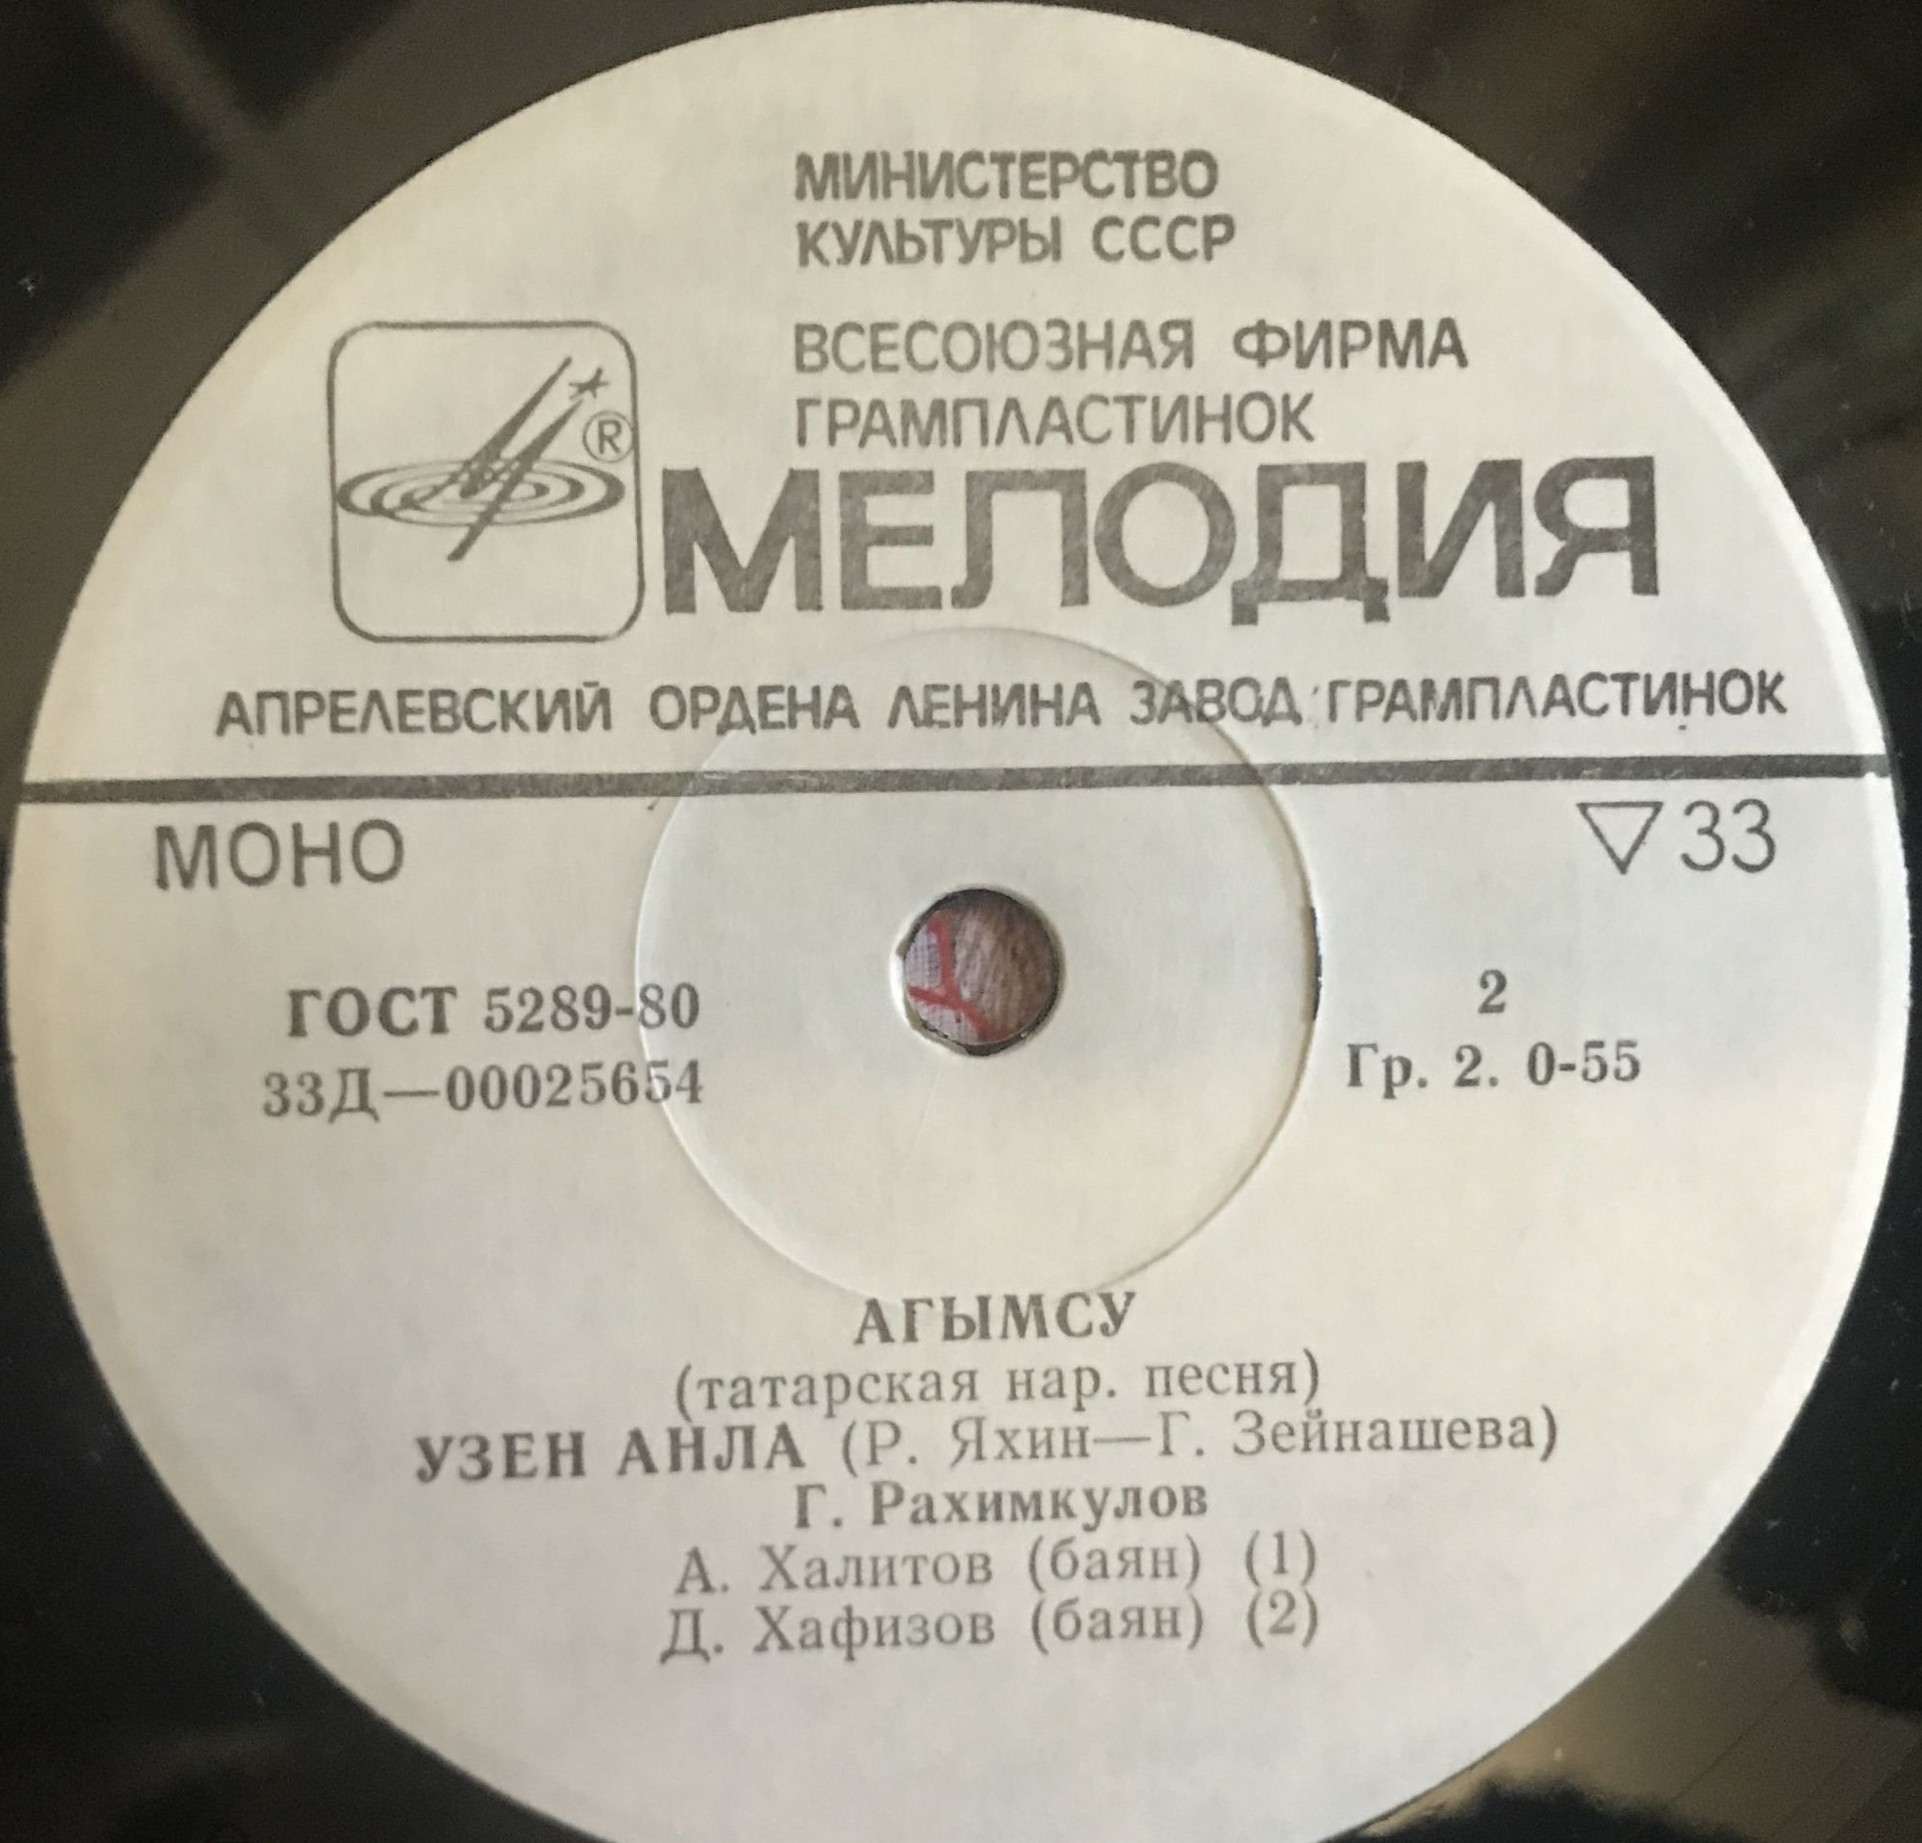 МИНИСТЕРСТВО
КУЛЬТУРЫ СССР
ВСЕСОЮЗНАЯ ФИРМА
ГРАМПЛАСТИНОК
®
МЕЛОДИЯ
АПРЕЛЕВСКИЙ ОРДЕНА ЛЕНИНА ЗАВОД ГРАМПЛАСТИНОК
МОНО
▽33
ГОСТ 5289-80
2
33Д—00025654
Гр. 2. 0-55
АГЫМСУ
(татарская нар. песня)
УЗЕН АНЛА (Р. Яхин—Г. Зейнашева)
Г. Рахимкулов
А. Халитов (баян) (1)
Д. Хафизов (баян) (2)